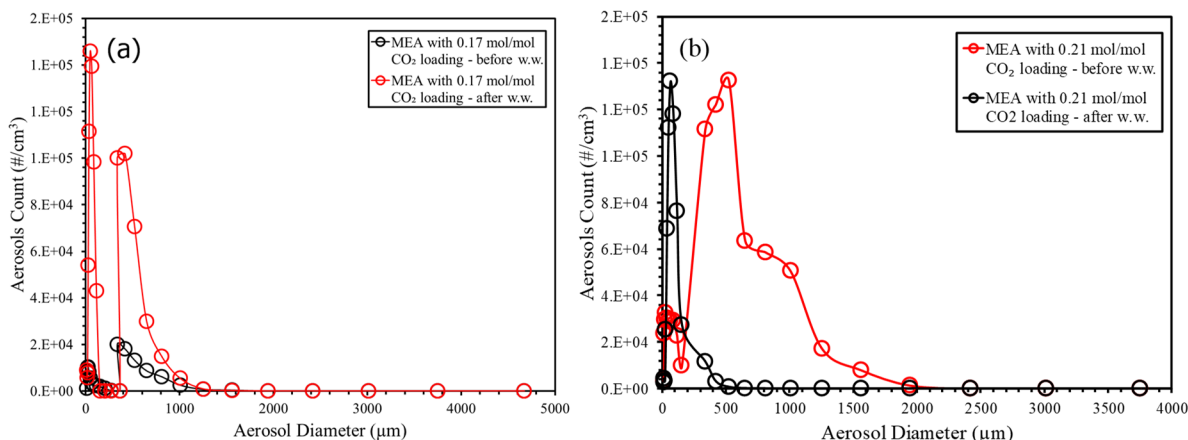 (a)
MEA with 0.17 mol/mol
CO₂ loading - before w.w.
MEA with 0.17 mol/mol
CO₂ loading - after w.w.
2.E+05
1.E+05
1.E+05
1.E+05
8.E+04
6.E+04
4.E+04
2.E+04
0.E+00
Aerosols Count (#/cm³)
0 1000 2000 3000 4000 5000
Aerosol Diameter (µm)
(b)
MEA with 0.21 mol/mol
CO₂ loading - before w.w.
MEA with 0.21 mol/mol
CO2 loading - after w.w.
2.E+05
1.E+05
1.E+05
1.E+05
8.E+04
6.E+04
4.E+04
2.E+04
0.E+00
Aerosols Count (#/cm³)
0 500 1000 1500 2000 2500 3000 3500 4000
Aerosol Diameter (µm)